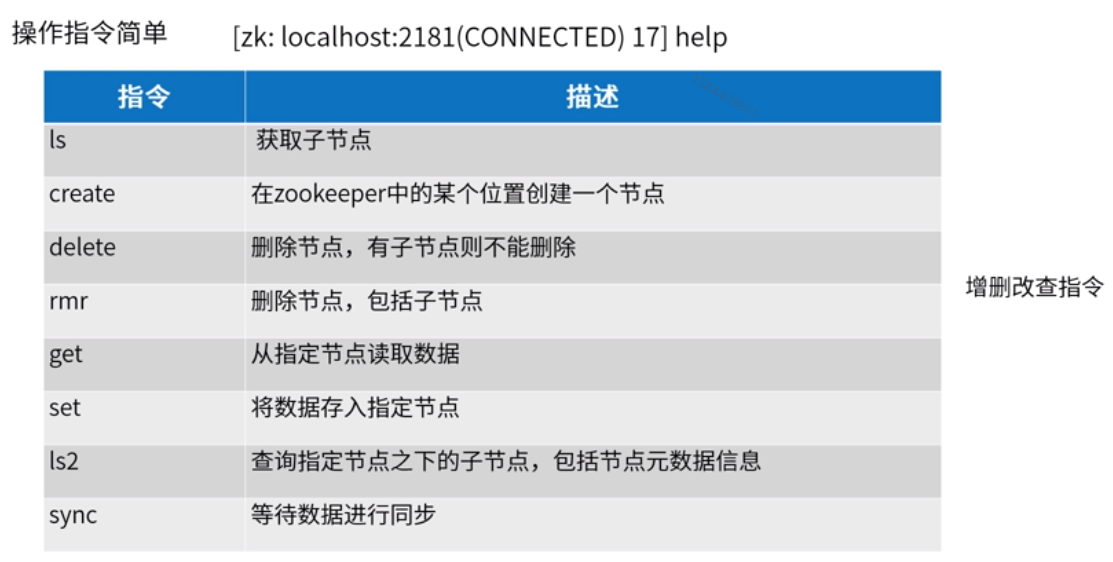 操作指令简单 [zk: localhost:2181(CONNECTED) 17] help
指令 描述
ls 获取子节点
create 在zookeeper中的某个位置创建一个节点
delete 删除节点，有子节点则不能删除
rmr 删除节点，包括子节点
增删改查指令
get 从指定节点读取数据
set 将数据存入指定节点
ls2 查询指定节点之下的子节点，包括节点元数据信息
sync 等待数据进行同步